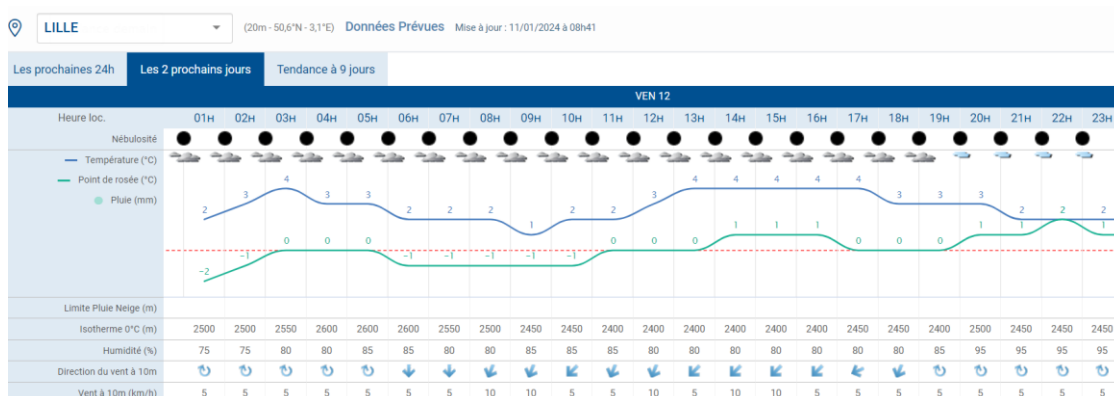 LILLE (20m - 50,6°N - 3,1°E) Données Prévues Mise à jour : 11/01/2024 à 08h41
Les prochaines 24h Les 2 prochains jours Tendance à 9 jours
VEN 12
Heure loc. 01H 02H 03H 04H 05H 06H 07H 08H 09H 10H 11H 12H 13H 14H 15H 16H 17H 18H 19H 20H 21H 22H 23H
Nébulosité
Température (°C)
Point de rosée (°C)
Pluie (mm)
2 3 4 3 3 2 2 2 1 2 2 3 4 4 4 4 4 3 3 3 2 2 2
-2 -1 0 0 0 -1 -1 -1 -1 -1 0 0 0 1 1 1 0 0 0 1 1 2 1
Limite Pluie Neige (m)
Isotherme 0°C (m) 2500 2500 2550 2600 2600 2600 2550 2500 2450 2450 2400 2400 2400 2400 2400 2400 2450 2450 2400 2500 2450 2450 2450
Humidité (%) 75 75 80 80 85 85 80 80 85 85 85 80 80 80 80 80 80 80 85 95 95 95 95
Direction du vent à 10m
Vent à 10m (km/h) 5 5 5 5 5 5 5 10 10 5 5 10 5 10 10 5 5 5 5 5 5 5 5